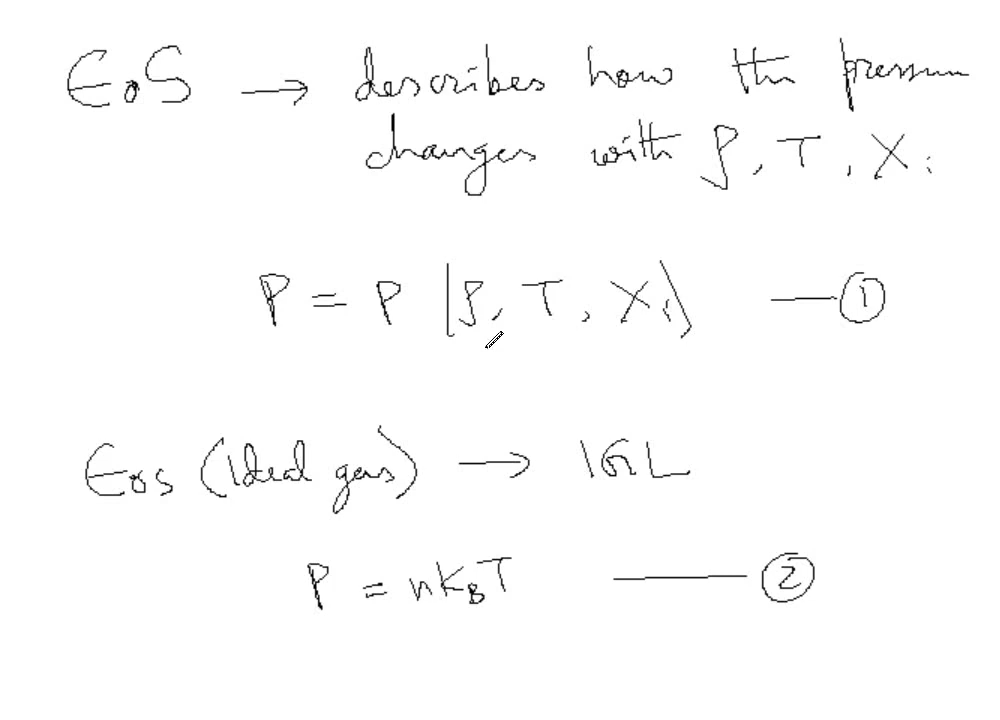 EoS → describes how the pressure
changes with ρ, T, Xi
P = P (ρ, T, Xi) — ①
EoS (Ideal gas) → IGL
P = nk_BT — ②